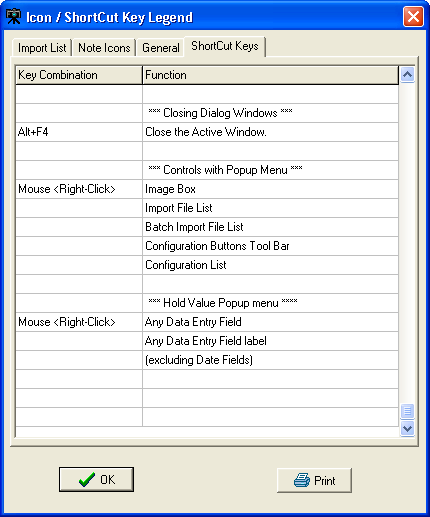 Icon / ShortCut Key Legend
Import List Note Icons General ShortCut Keys
Key Combination Function
*** Closing Dialog Windows ***
Alt+F4 Close the Active Window.
*** Controls with Popup Menu ***
Mouse <Right-Click> Image Box
Import File List
Batch Import File List
Configuration Buttons Tool Bar
Configuration List
*** Hold Value Popup menu ****
Mouse <Right-Click> Any Data Entry Field
Any Data Entry Field label
(excluding Date Fields)
OK Print